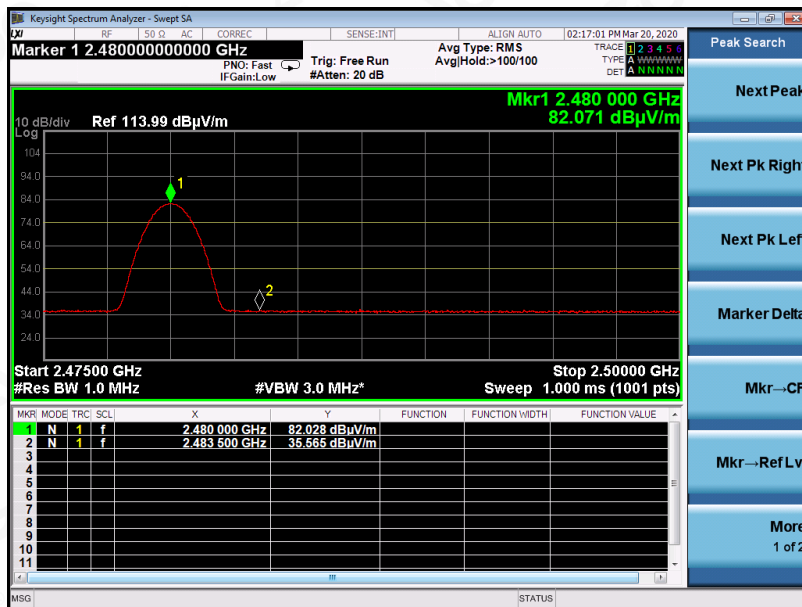 Keysight Spectrum Analyzer - Swept SA
LXI RF 50 Ω AC CORREC SENSE:INT ALIGN AUTO 02:17:01 PM Mar 20, 2020
Marker 1 2.480000000000 GHz
PNO: Fast
IFGain:Low
Trig: Free Run
#Atten: 20 dB
Avg Type: RMS
Avg|Hold:>100/100
TRACE 1 2 3 4 5 6
TYPE A WWWWW
DET A N N N N N
Mkr1 2.480 000 GHz
82.071 dBµV/m
10 dB/div Ref 113.99 dBµV/m
Log
104
94.0
84.0
74.0
64.0
54.0
44.0
34.0
24.0
1
2
Start 2.47500 GHz Stop 2.50000 GHz
#Res BW 1.0 MHz #VBW 3.0 MHz* Sweep 1.000 ms (1001 pts)
MKR MODE TRC SCL X Y FUNCTION FUNCTION WIDTH FUNCTION VALUE
1 N 1 f 2.480 000 GHz 82.028 dBµV/m
2 N 1 f 2.483 500 GHz 35.565 dBµV/m
3
4
5
6
7
8
9
10
11
MSG STATUS
Peak Search
Next Peak
Next Pk Right
Next Pk Left
Marker Delta
Mkr→CF
Mkr→Ref Lv
More
1 of 2